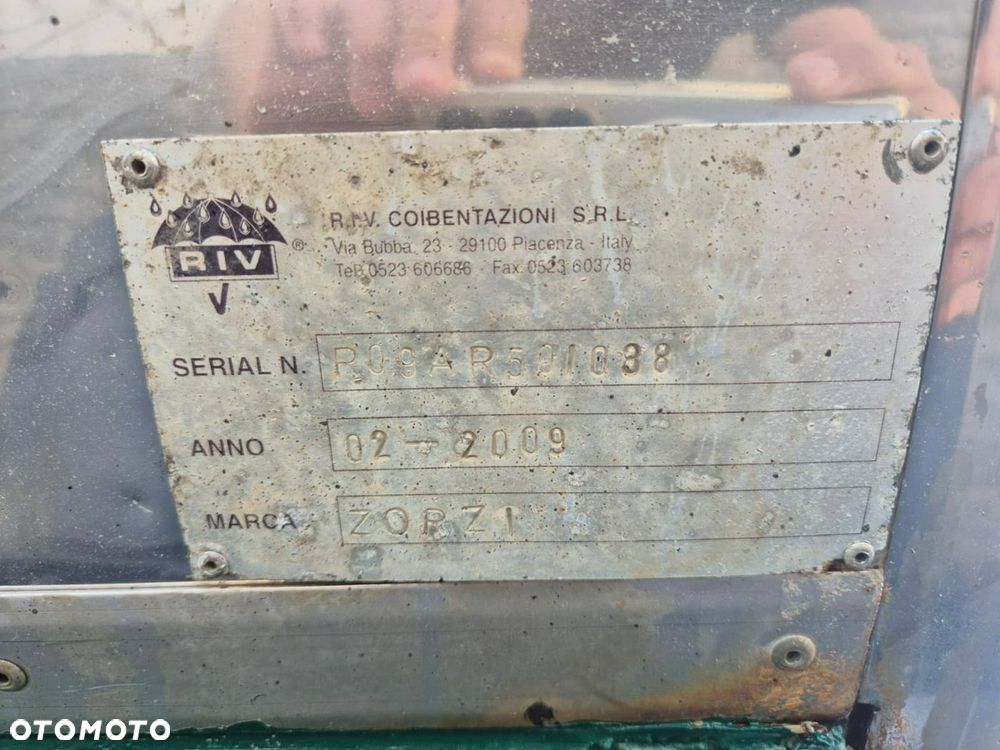 R.I.V. COIBENTAZIONI S.R.L.
Via Bubba, 23 - 29100 Piacenza - Italy
Tel. 0523 606686 - Fax 0523 603738
RIV ®
V
SERIAL N. R09AR591038
ANNO 02-2009
MARCA ZORZI
OTOMOTO